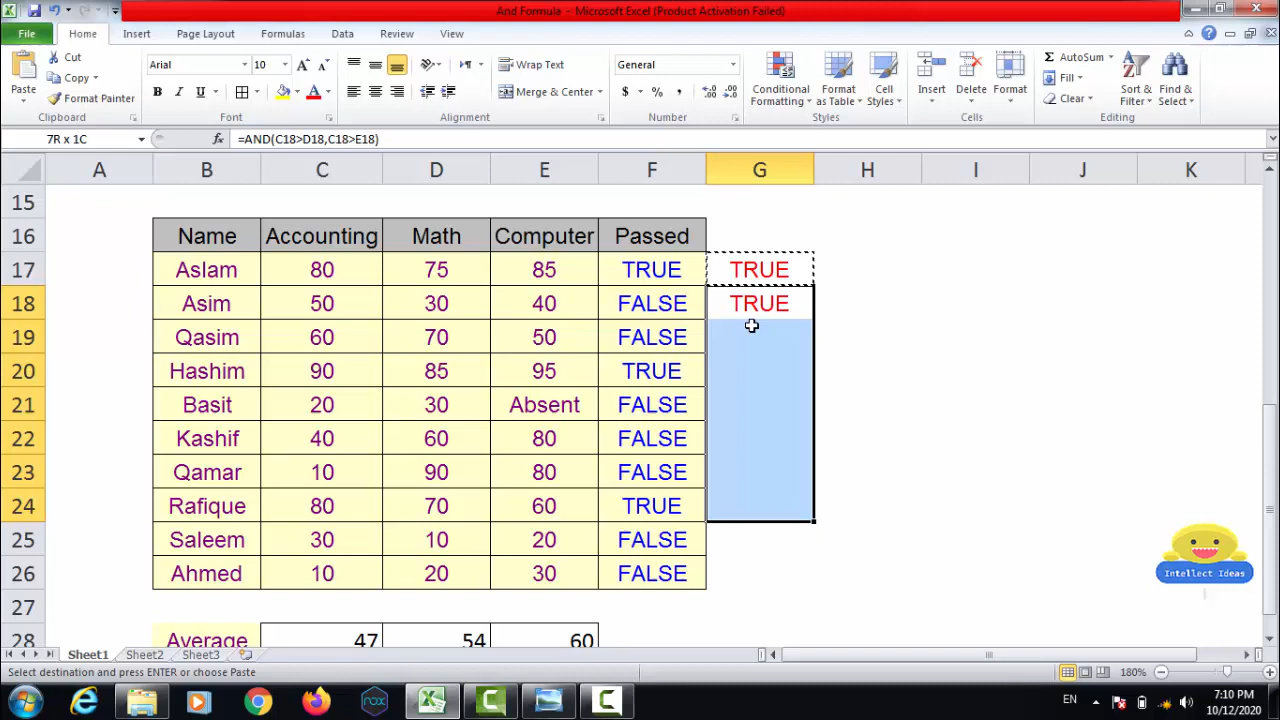 And Formula - Microsoft Excel (Product Activation Failed)
File Home Insert Page Layout Formulas Data Review View
Paste
Cut
Copy
Format Painter
Clipboard
Arial 10
B I U
Font
Wrap Text
Merge & Center
Alignment
General
$ % ,
Number
Conditional Formatting
Format as Table
Cell Styles
Styles
Insert
Delete
Format
Cells
AutoSum
Fill
Clear
Sort & Filter
Find & Select
Editing
7R x 1C fx =AND(C18>D18,C18>E18)
A B C D E F G H I J K
15
16 Name Accounting Math Computer Passed
17 Aslam 80 75 85 TRUE TRUE
18 Asim 50 30 40 FALSE TRUE
19 Qasim 60 70 50 FALSE
20 Hashim 90 85 95 TRUE
21 Basit 20 30 Absent FALSE
22 Kashif 40 60 80 FALSE
23 Qamar 10 90 80 FALSE
24 Rafique 80 70 60 TRUE
25 Saleem 30 10 20 FALSE
26 Ahmed 10 20 30 FALSE
27
28 Average 47 54 60
Intellect Ideas
Sheet1 Sheet2 Sheet3
Select destination and press ENTER or choose Paste
180%
nox
EN
7:10 PM
10/12/2020